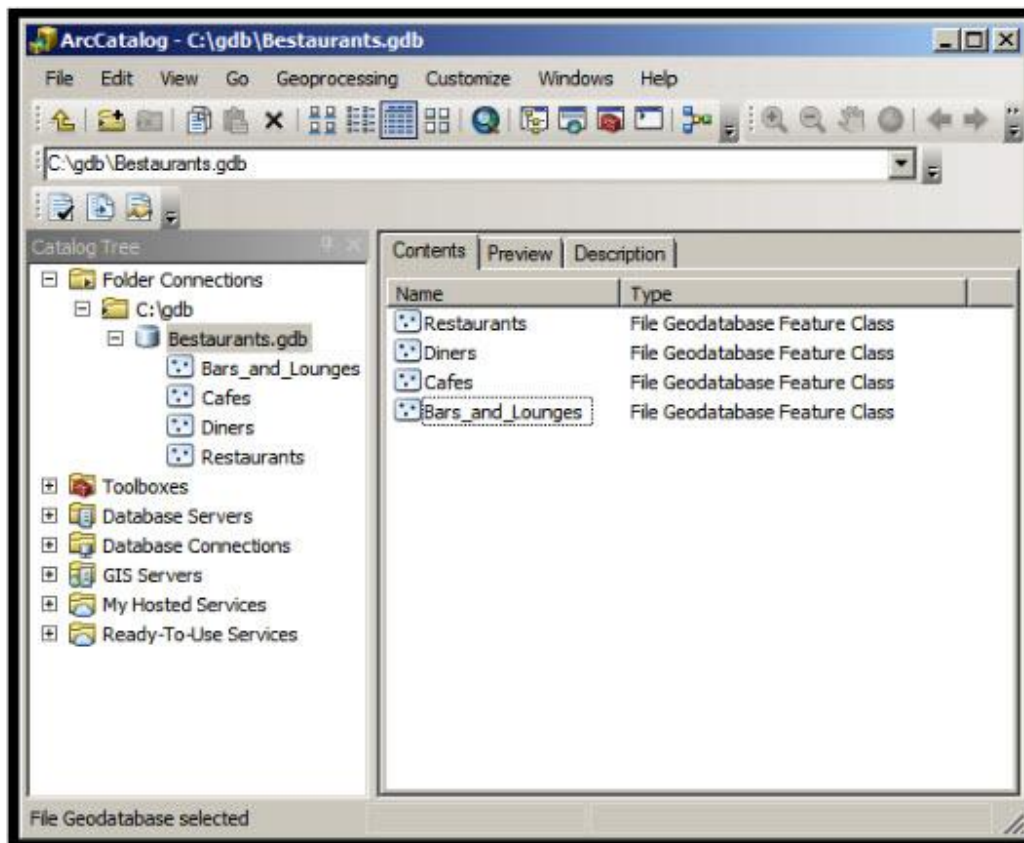 ArcCatalog - C:\gdb\Bestaurants.gdb
File Edit View Go Geoprocessing Customize Windows Help
C:\gdb\Bestaurants.gdb
Catalog Tree
Folder Connections
C:\gdb
Bestaurants.gdb
Bars_and_Lounges
Cafes
Diners
Restaurants
Toolboxes
Database Servers
Database Connections
GIS Servers
My Hosted Services
Ready-To-Use Services
Contents Preview Description
Name Type
Restaurants File Geodatabase Feature Class
Diners File Geodatabase Feature Class
Cafes File Geodatabase Feature Class
Bars_and_Lounges File Geodatabase Feature Class
File Geodatabase selected